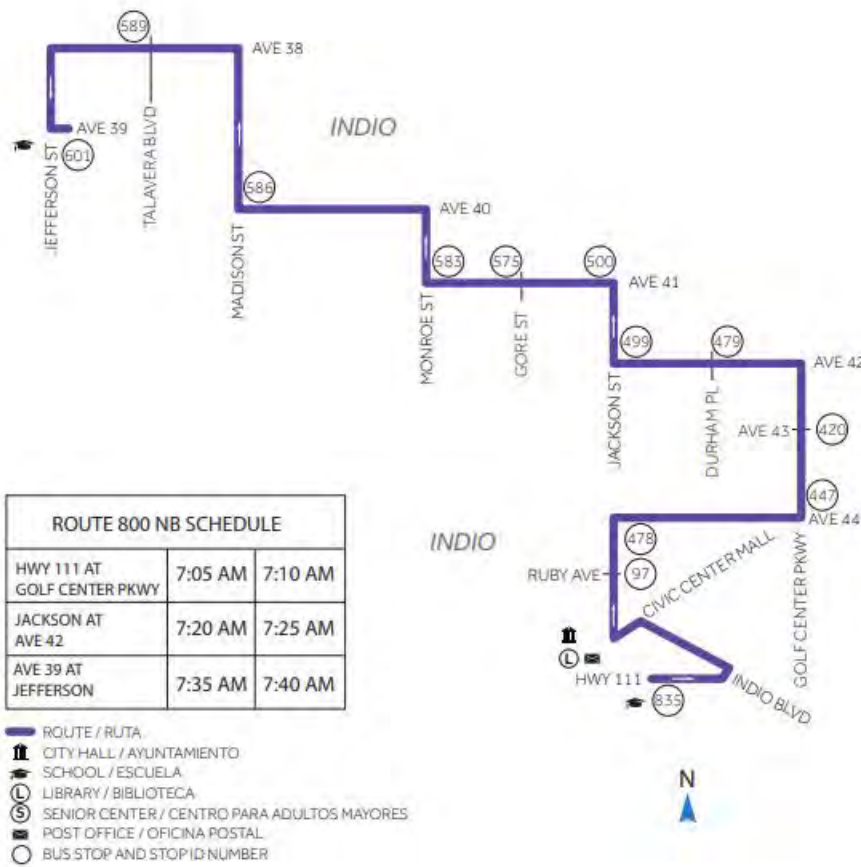 589
AVE 38
TALAVERA BLVD
INDIO
AVE 39
601
JEFFERSON ST
586
AVE 40
MADISON ST
583
575
500
AVE 41
MONROE ST
GORE ST
499
479
AVE 42
JACKSON ST
DURHAM PL
AVE 43
420
447
AVE 44
INDIO
478
CIVIC CENTER MALL
GOLF CENTER PKWY
RUBY AVE
97
L
HWY 111
835
INDIO BLVD
ROUTE 800 NB SCHEDULE
HWY 111 AT
GOLF CENTER PKWY
7:05 AM
7:10 AM
JACKSON AT
AVE 42
7:20 AM
7:25 AM
AVE 39 AT
JEFFERSON
7:35 AM
7:40 AM
ROUTE / RUTA
CITY HALL / AYUNTAMIENTO
SCHOOL / ESCUELA
L LIBRARY / BIBLIOTECA
S SENIOR CENTER / CENTRO PARA ADULTOS MAYORES
POST OFFICE / OFICINA POSTAL
BUS STOP AND STOP ID NUMBER
N